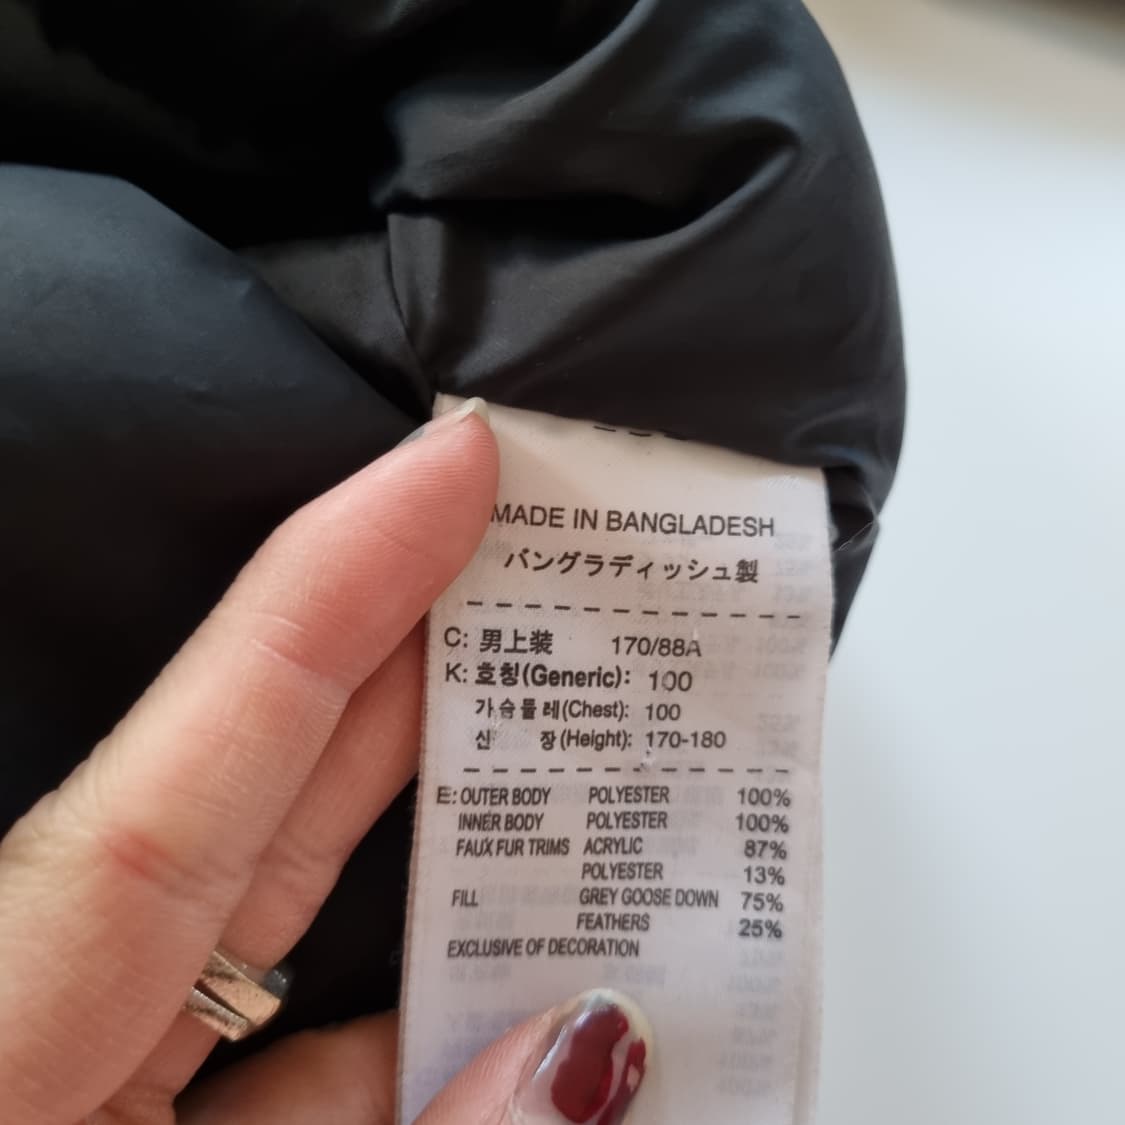 MADE IN BANGLADESH
バングラディッシュ製
C: 男上装 170/88A
K: 호칭(Generic): 100
가슴둘레(Chest): 100
신 장(Height): 170-180
E: OUTER BODY POLYESTER 100%
INNER BODY POLYESTER 100%
FAUX FUR TRIMS ACRYLIC 87%
POLYESTER 13%
FILL GREY GOOSE DOWN 75%
FEATHERS 25%
EXCLUSIVE OF DECORATION